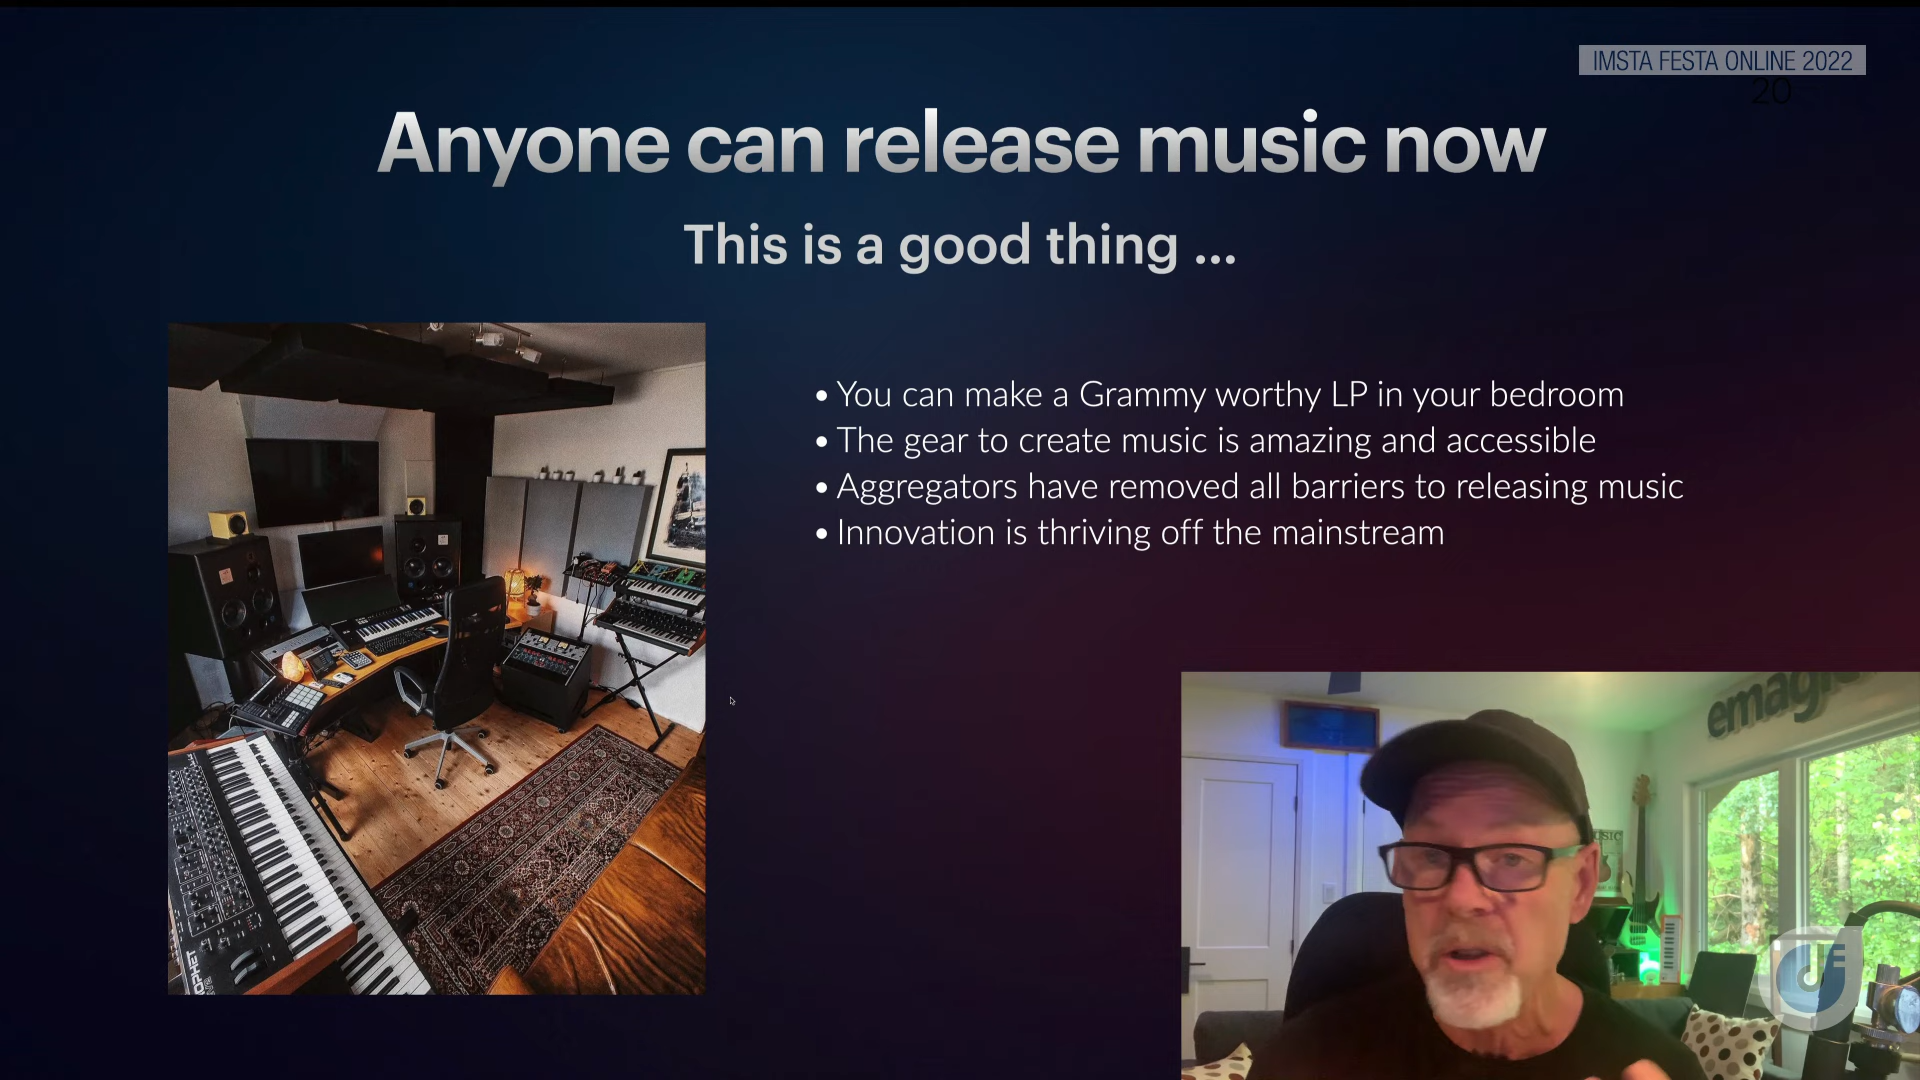 IMSTA FESTA ONLINE 2022
20
Anyone can release music now
This is a good thing ...
• You can make a Grammy worthy LP in your bedroom
• The gear to create music is amazing and accessible
• Aggregators have removed all barriers to releasing music
• Innovation is thriving off the mainstream